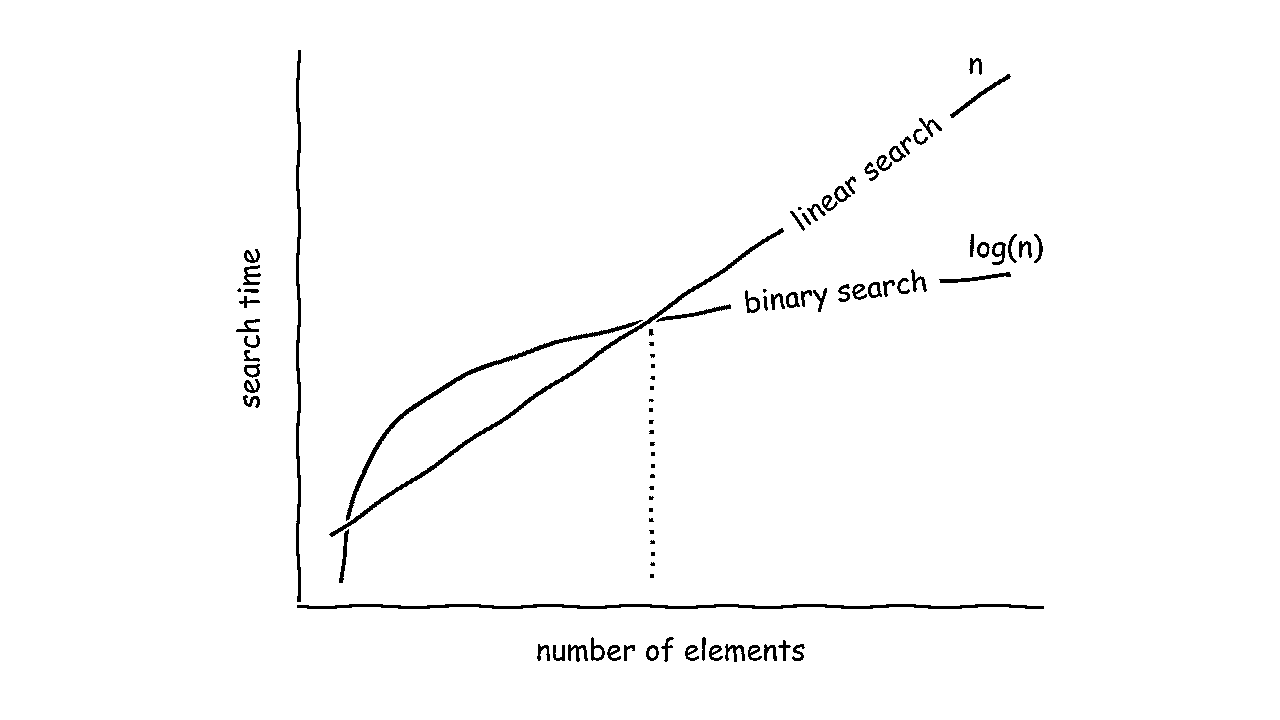 n
linear search
log(n)
binary search
search time
number of elements